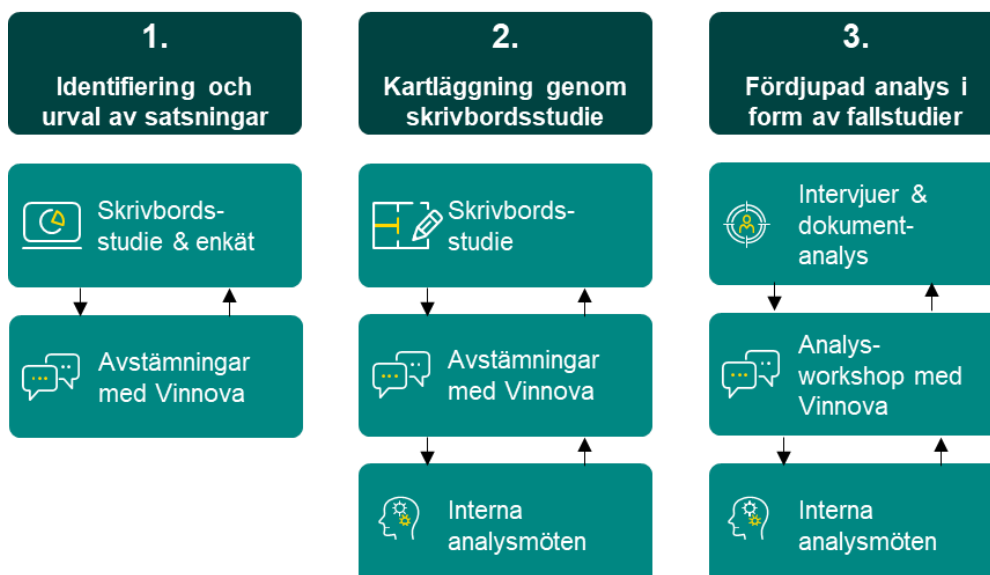 1.
Identifiering och
urval av satsningar
Skrivbords-
studie & enkät
Avstämningar
med Vinnova
2.
Kartläggning genom
skrivbordsstudie
Skrivbords-
studie
Avstämningar
med Vinnova
Interna
analysmöten
3.
Fördjupad analys i
form av fallstudier
Intervjuer &
dokument-
analys
Analys-
workshop med
Vinnova
Interna
analysmöten